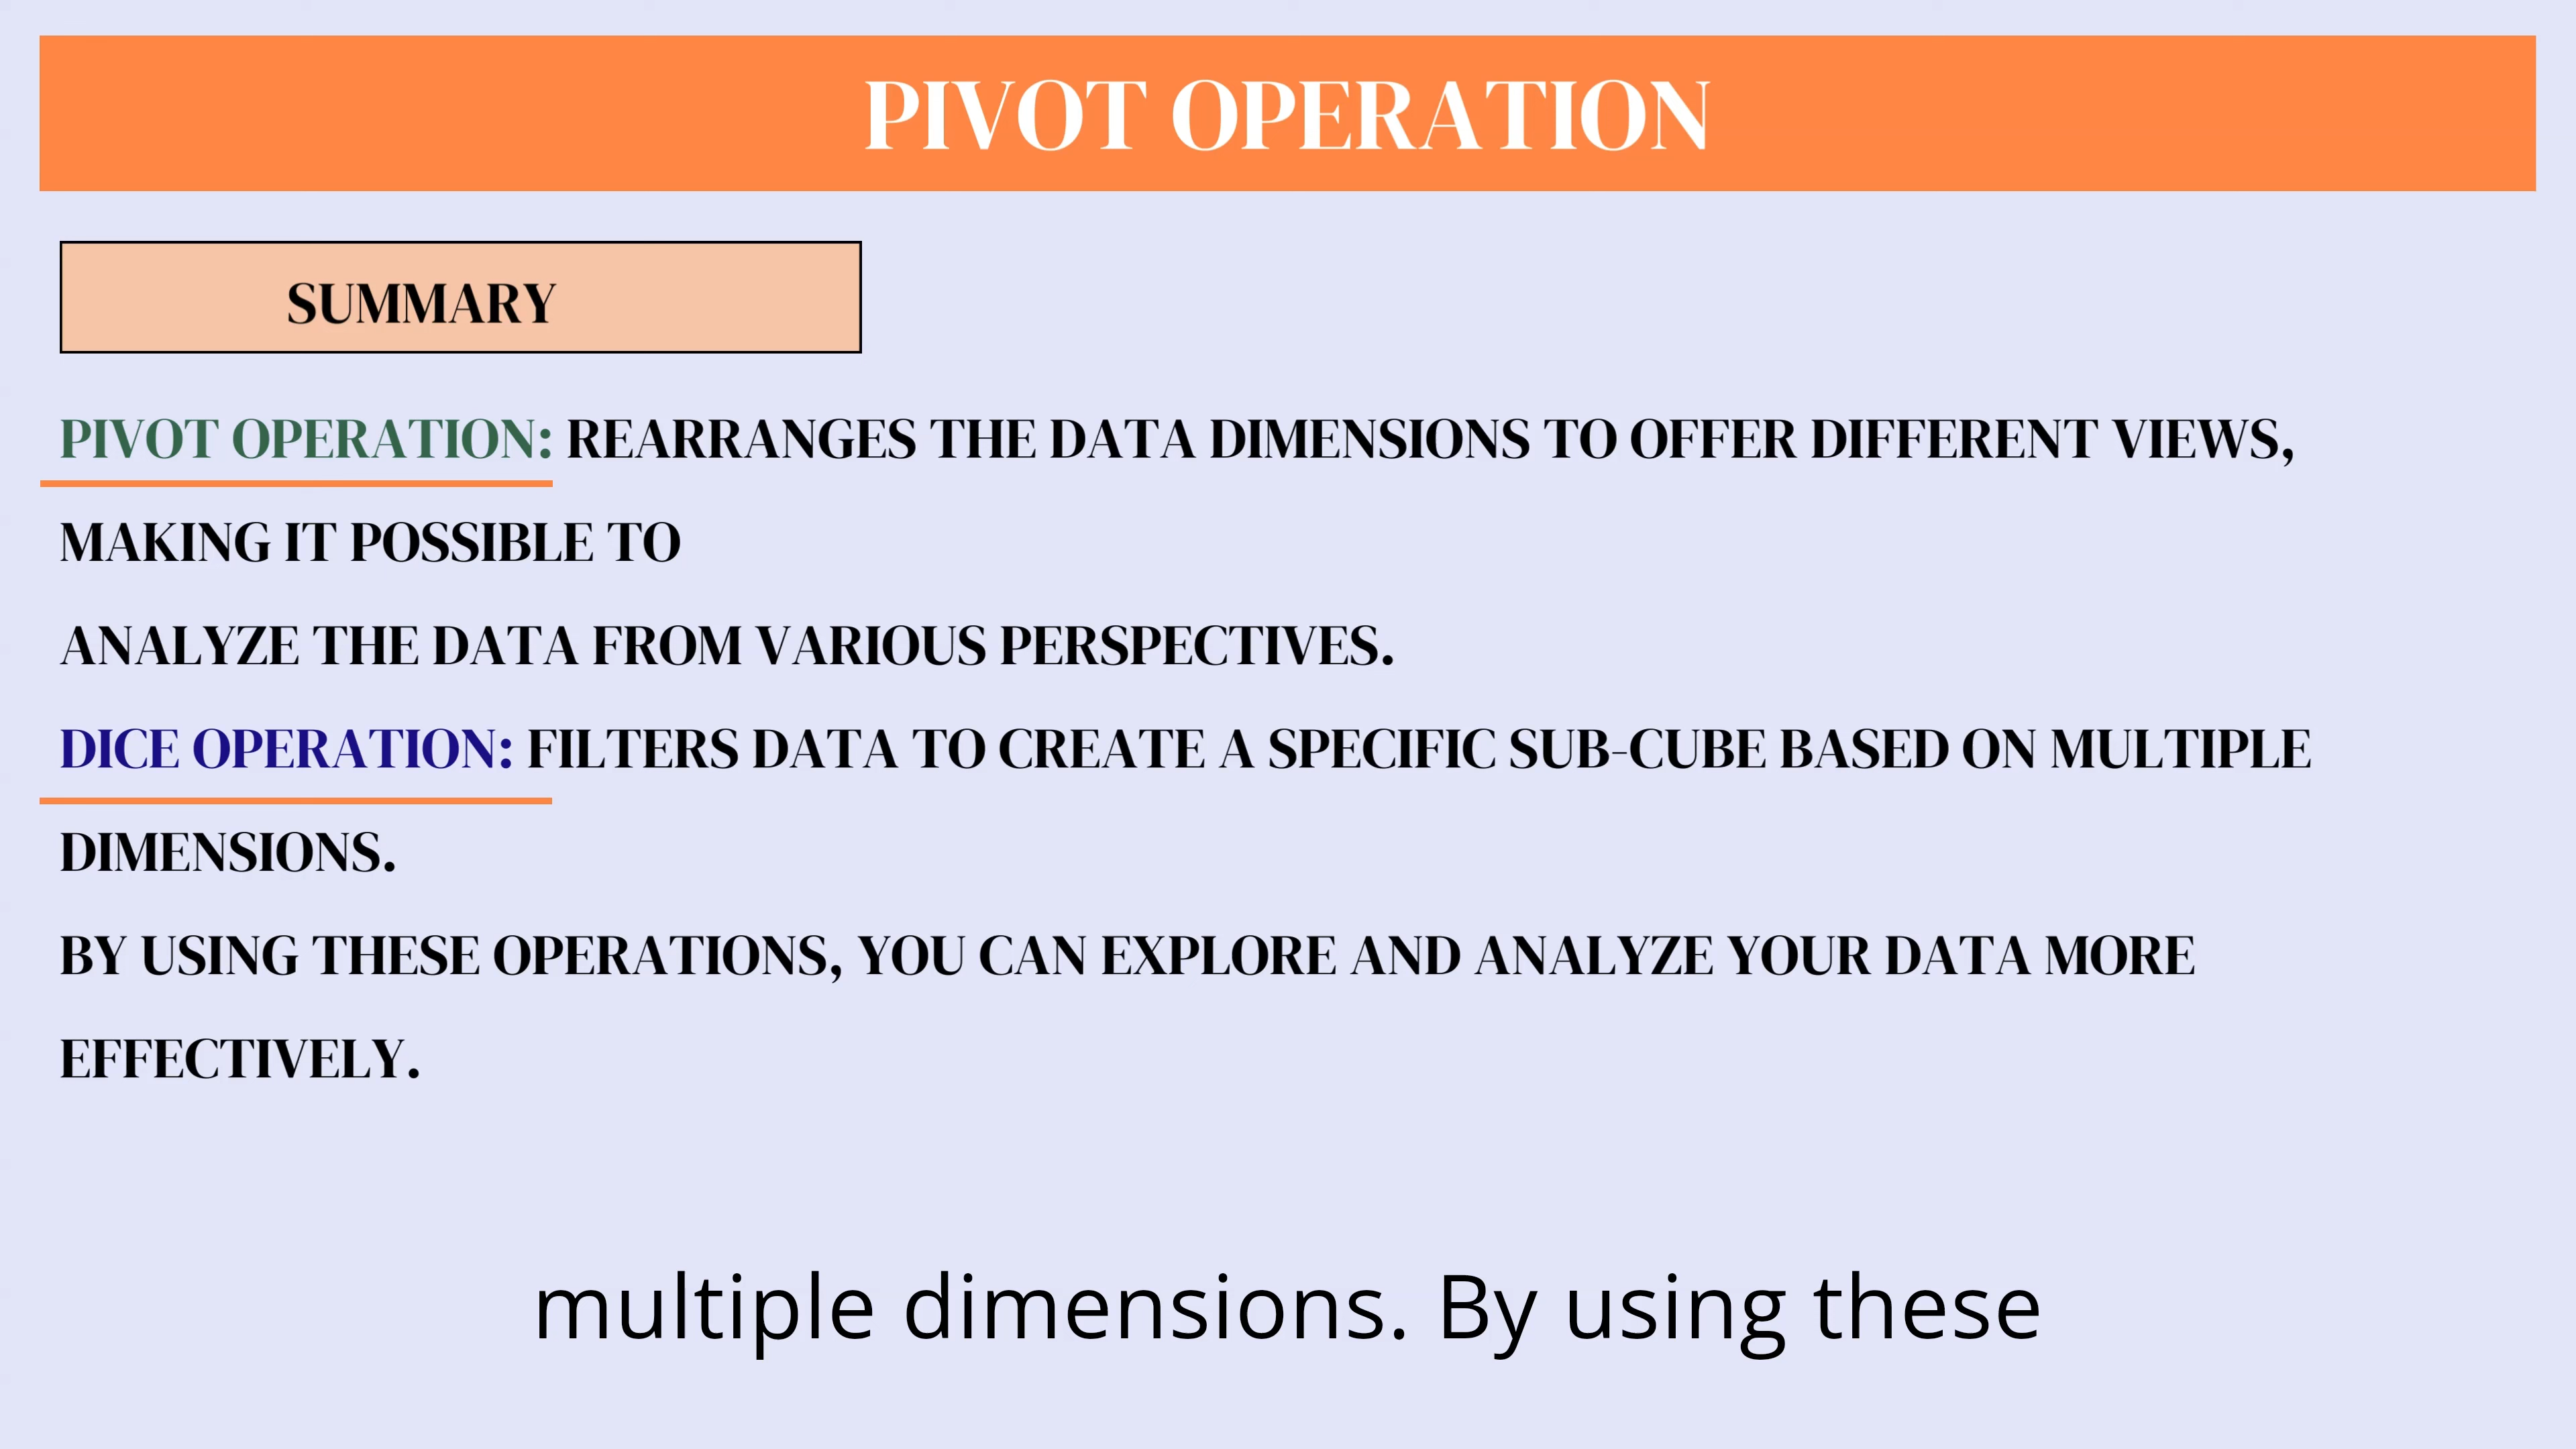 PIVOT OPERATION
SUMMARY
PIVOT OPERATION: REARRANGES THE DATA DIMENSIONS TO OFFER DIFFERENT VIEWS,
MAKING IT POSSIBLE TO
ANALYZE THE DATA FROM VARIOUS PERSPECTIVES.
DICE OPERATION: FILTERS DATA TO CREATE A SPECIFIC SUB-CUBE BASED ON MULTIPLE
DIMENSIONS.
BY USING THESE OPERATIONS, YOU CAN EXPLORE AND ANALYZE YOUR DATA MORE
EFFECTIVELY.
multiple dimensions. By using these